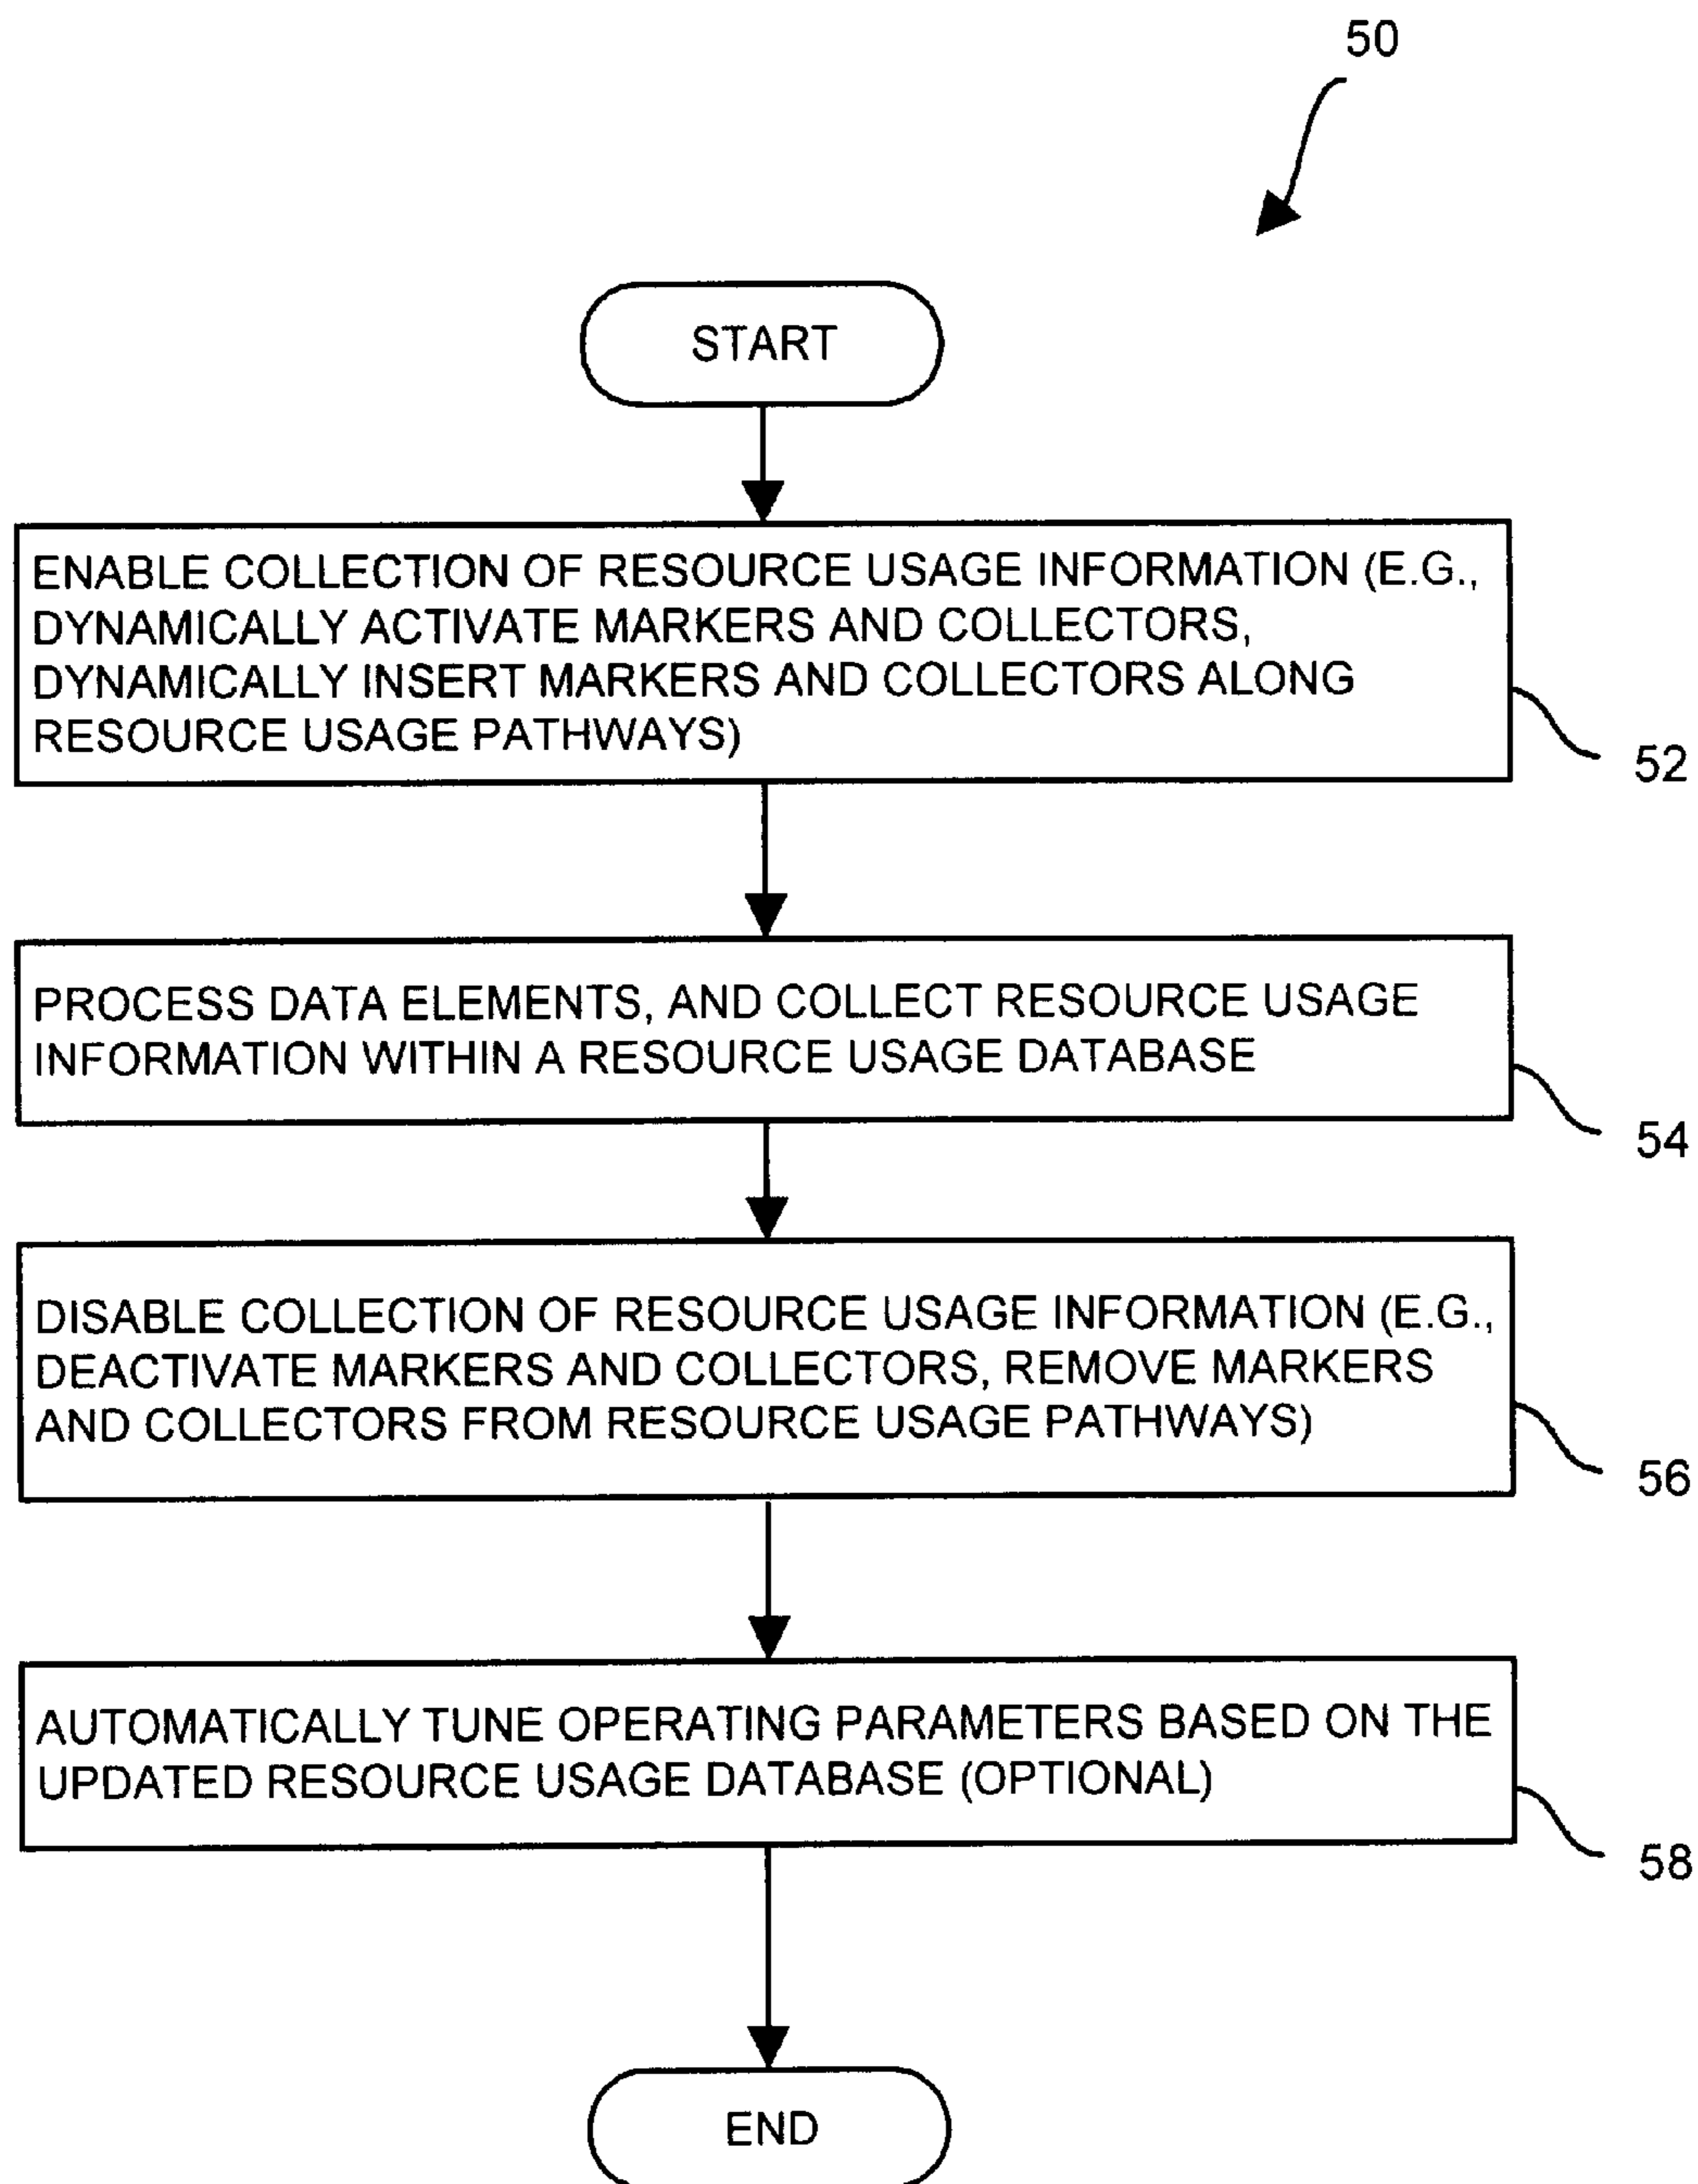 50
START
ENABLE COLLECTION OF RESOURCE USAGE INFORMATION (E.G.,
DYNAMICALLY ACTIVATE MARKERS AND COLLECTORS,
DYNAMICALLY INSERT MARKERS AND COLLECTORS ALONG
RESOURCE USAGE PATHWAYS)
52
PROCESS DATA ELEMENTS, AND COLLECT RESOURCE USAGE
INFORMATION WITHIN A RESOURCE USAGE DATABASE
54
DISABLE COLLECTION OF RESOURCE USAGE INFORMATION (E.G.,
DEACTIVATE MARKERS AND COLLECTORS, REMOVE MARKERS
AND COLLECTORS FROM RESOURCE USAGE PATHWAYS)
56
AUTOMATICALLY TUNE OPERATING PARAMETERS BASED ON THE
UPDATED RESOURCE USAGE DATABASE (OPTIONAL)
58
END